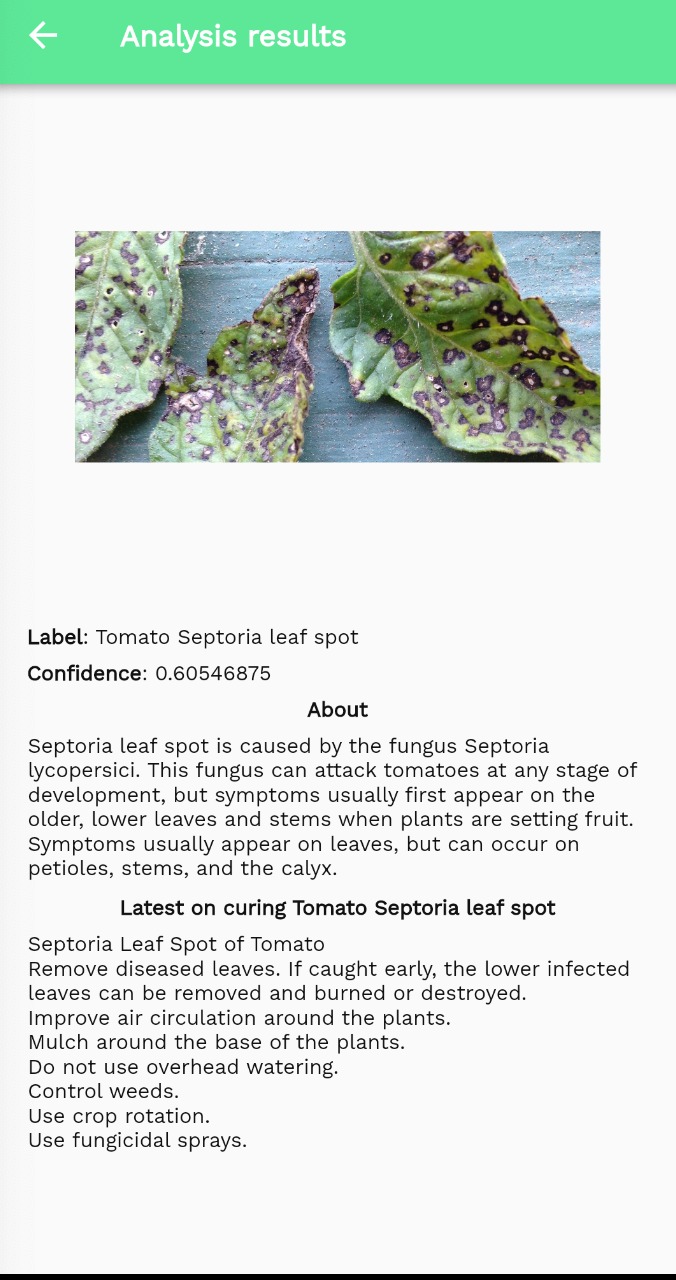 Analysis results
Label: Tomato Septoria leaf spot
Confidence: 0.60546875
About
Septoria leaf spot is caused by the fungus Septoria
lycopersici. This fungus can attack tomatoes at any stage of
development, but symptoms usually first appear on the
older, lower leaves and stems when plants are setting fruit.
Symptoms usually appear on leaves, but can occur on
petioles, stems, and the calyx.
Latest on curing Tomato Septoria leaf spot
Septoria Leaf Spot of Tomato
Remove diseased leaves. If caught early, the lower infected
leaves can be removed and burned or destroyed.
Improve air circulation around the plants.
Mulch around the base of the plants.
Do not use overhead watering.
Control weeds.
Use crop rotation.
Use fungicidal sprays.